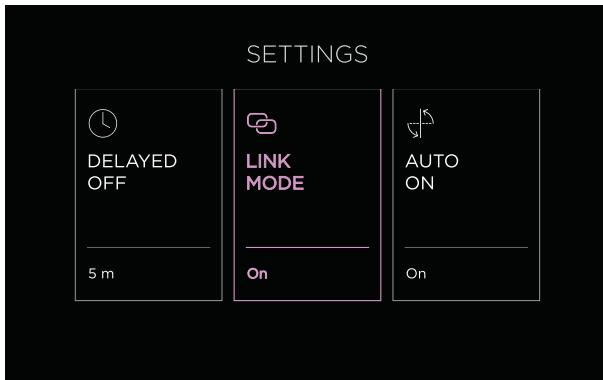 SETTINGS
DELAYED
OFF
5 m
LINK
MODE
On
AUTO
ON
On